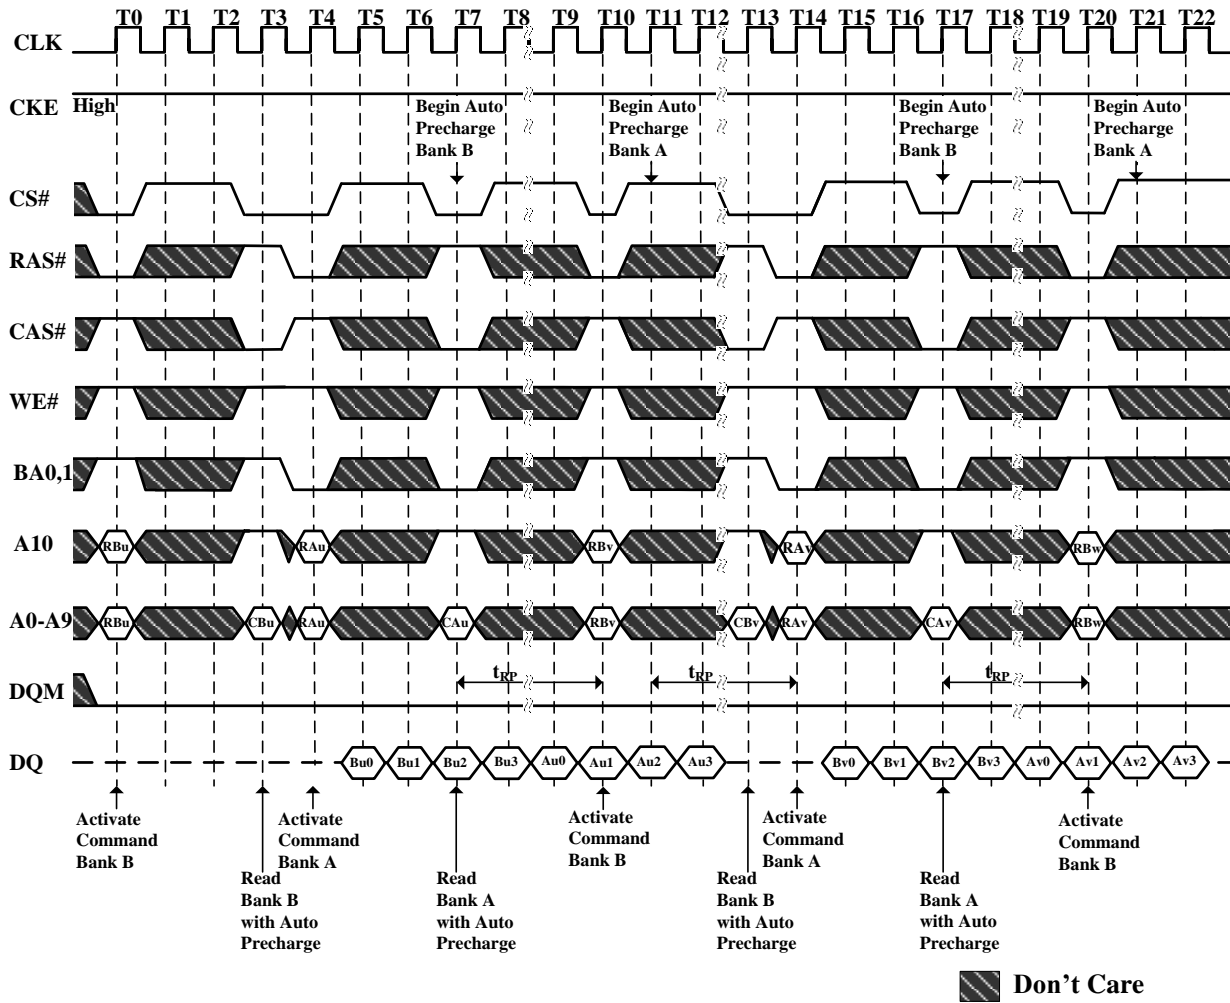 T0 T1 T2 T3 T4 T5 T6 T7 T8 T9 T10 T11 T12 T13 T14 T15 T16 T17 T18 T19 T20 T21 T22
CLK
CKE High
Begin Auto
Precharge
Bank B
Begin Auto
Precharge
Bank A
Begin Auto
Precharge
Bank B
Begin Auto
Precharge
Bank A
CS#
RAS#
CAS#
WE#
BA0,1
A10 RBu RAu RBv RAv RBw
A0-A9 RBu CBu RAu CAu RBv CBv RAv CAv RBw
DQM tRP tRP tRP
DQ Bu0 Bu1 Bu2 Bu3 Au0 Au1 Au2 Au3 Bv0 Bv1 Bv2 Bv3 Av0 Av1 Av2 Av3
Activate
Command
Bank B
Read
Bank B
with Auto
Precharge
Activate
Command
Bank A
Read
Bank A
with Auto
Precharge
Activate
Command
Bank B
Read
Bank B
with Auto
Precharge
Activate
Command
Bank A
Read
Bank A
with Auto
Precharge
Activate
Command
Bank B
Don't Care